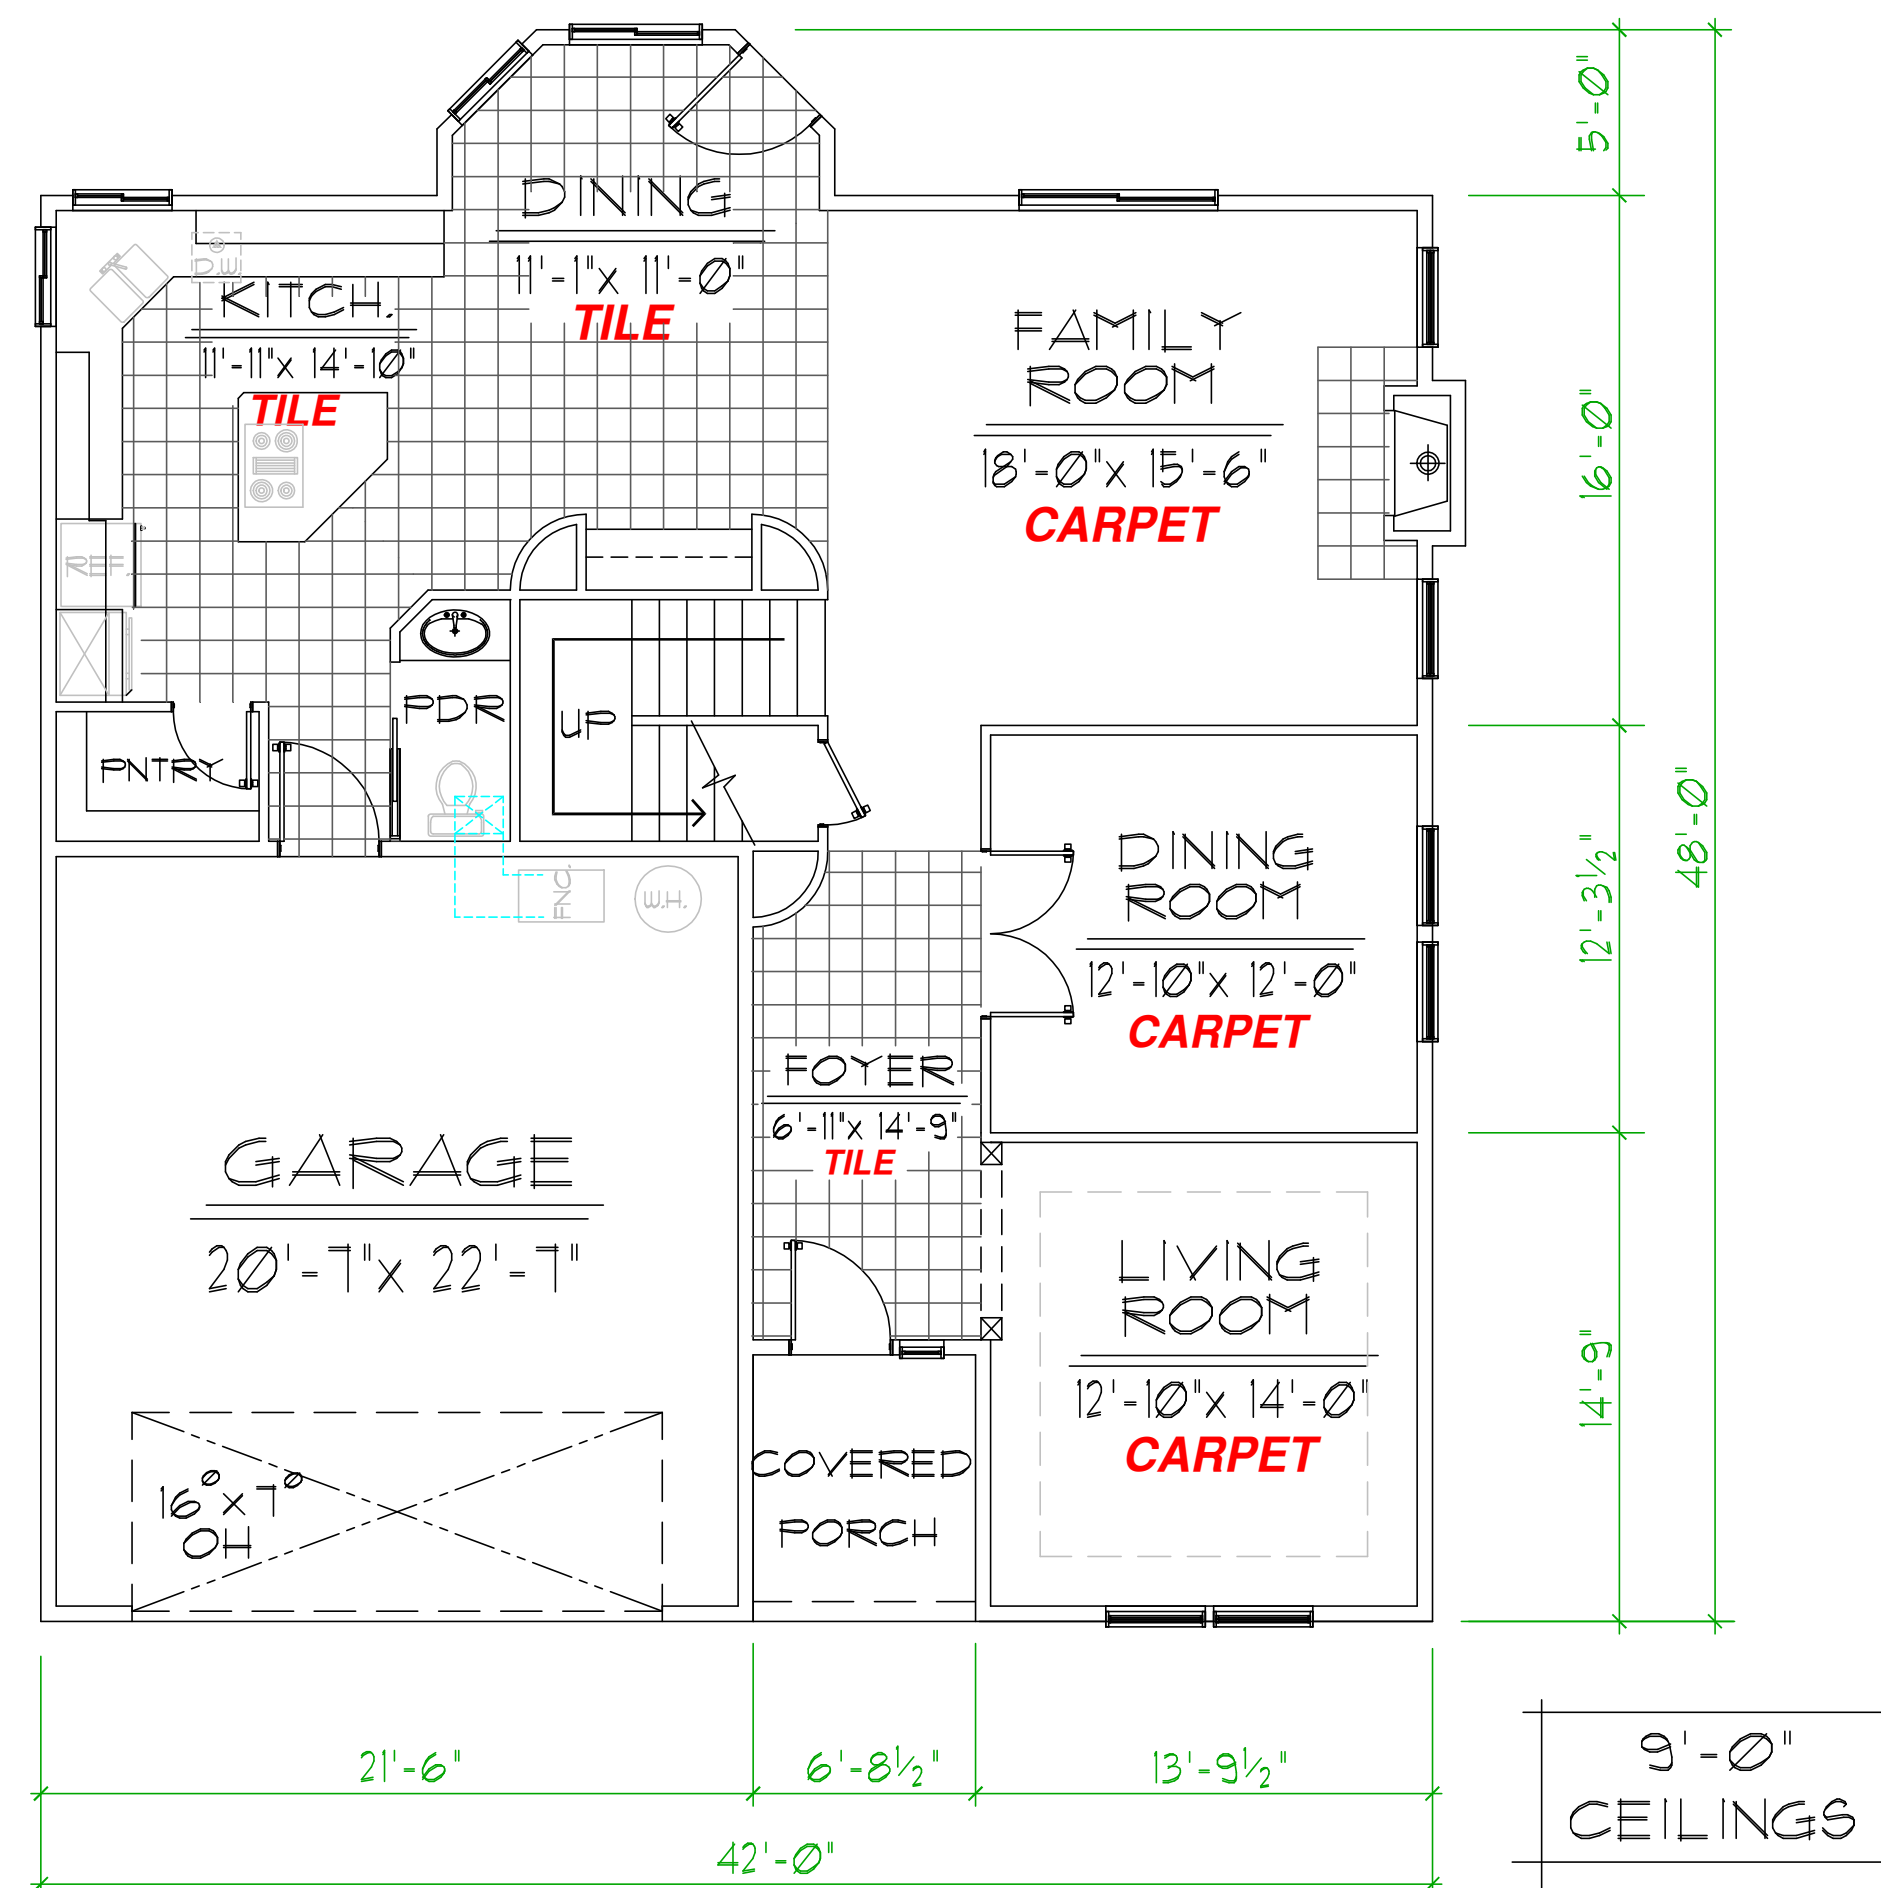 DINING
11'-1"x 11'-0"
TILE
KITCH.
11'-11"x 14'-10"
TILE
D.W.
REF.
PNTRY
PDR
UP
FAMILY
ROOM
18'-0"x 15'-6"
CARPET
DINING
ROOM
12'-10"x 12'-0"
CARPET
FNC.
W.H.
FOYER
6'-11"x 14'-9"
TILE
GARAGE
20'-7"x 22'-7"
16⁰x7⁰
OH
LIVING
ROOM
12'-10"x 14'-0"
CARPET
COVERED
PORCH
5'-0"
16'-0"
12'-3½"
14'-9"
48'-0"
21'-6"
6'-8½"
13'-9½"
42'-0"
9'-0"
CEILINGS